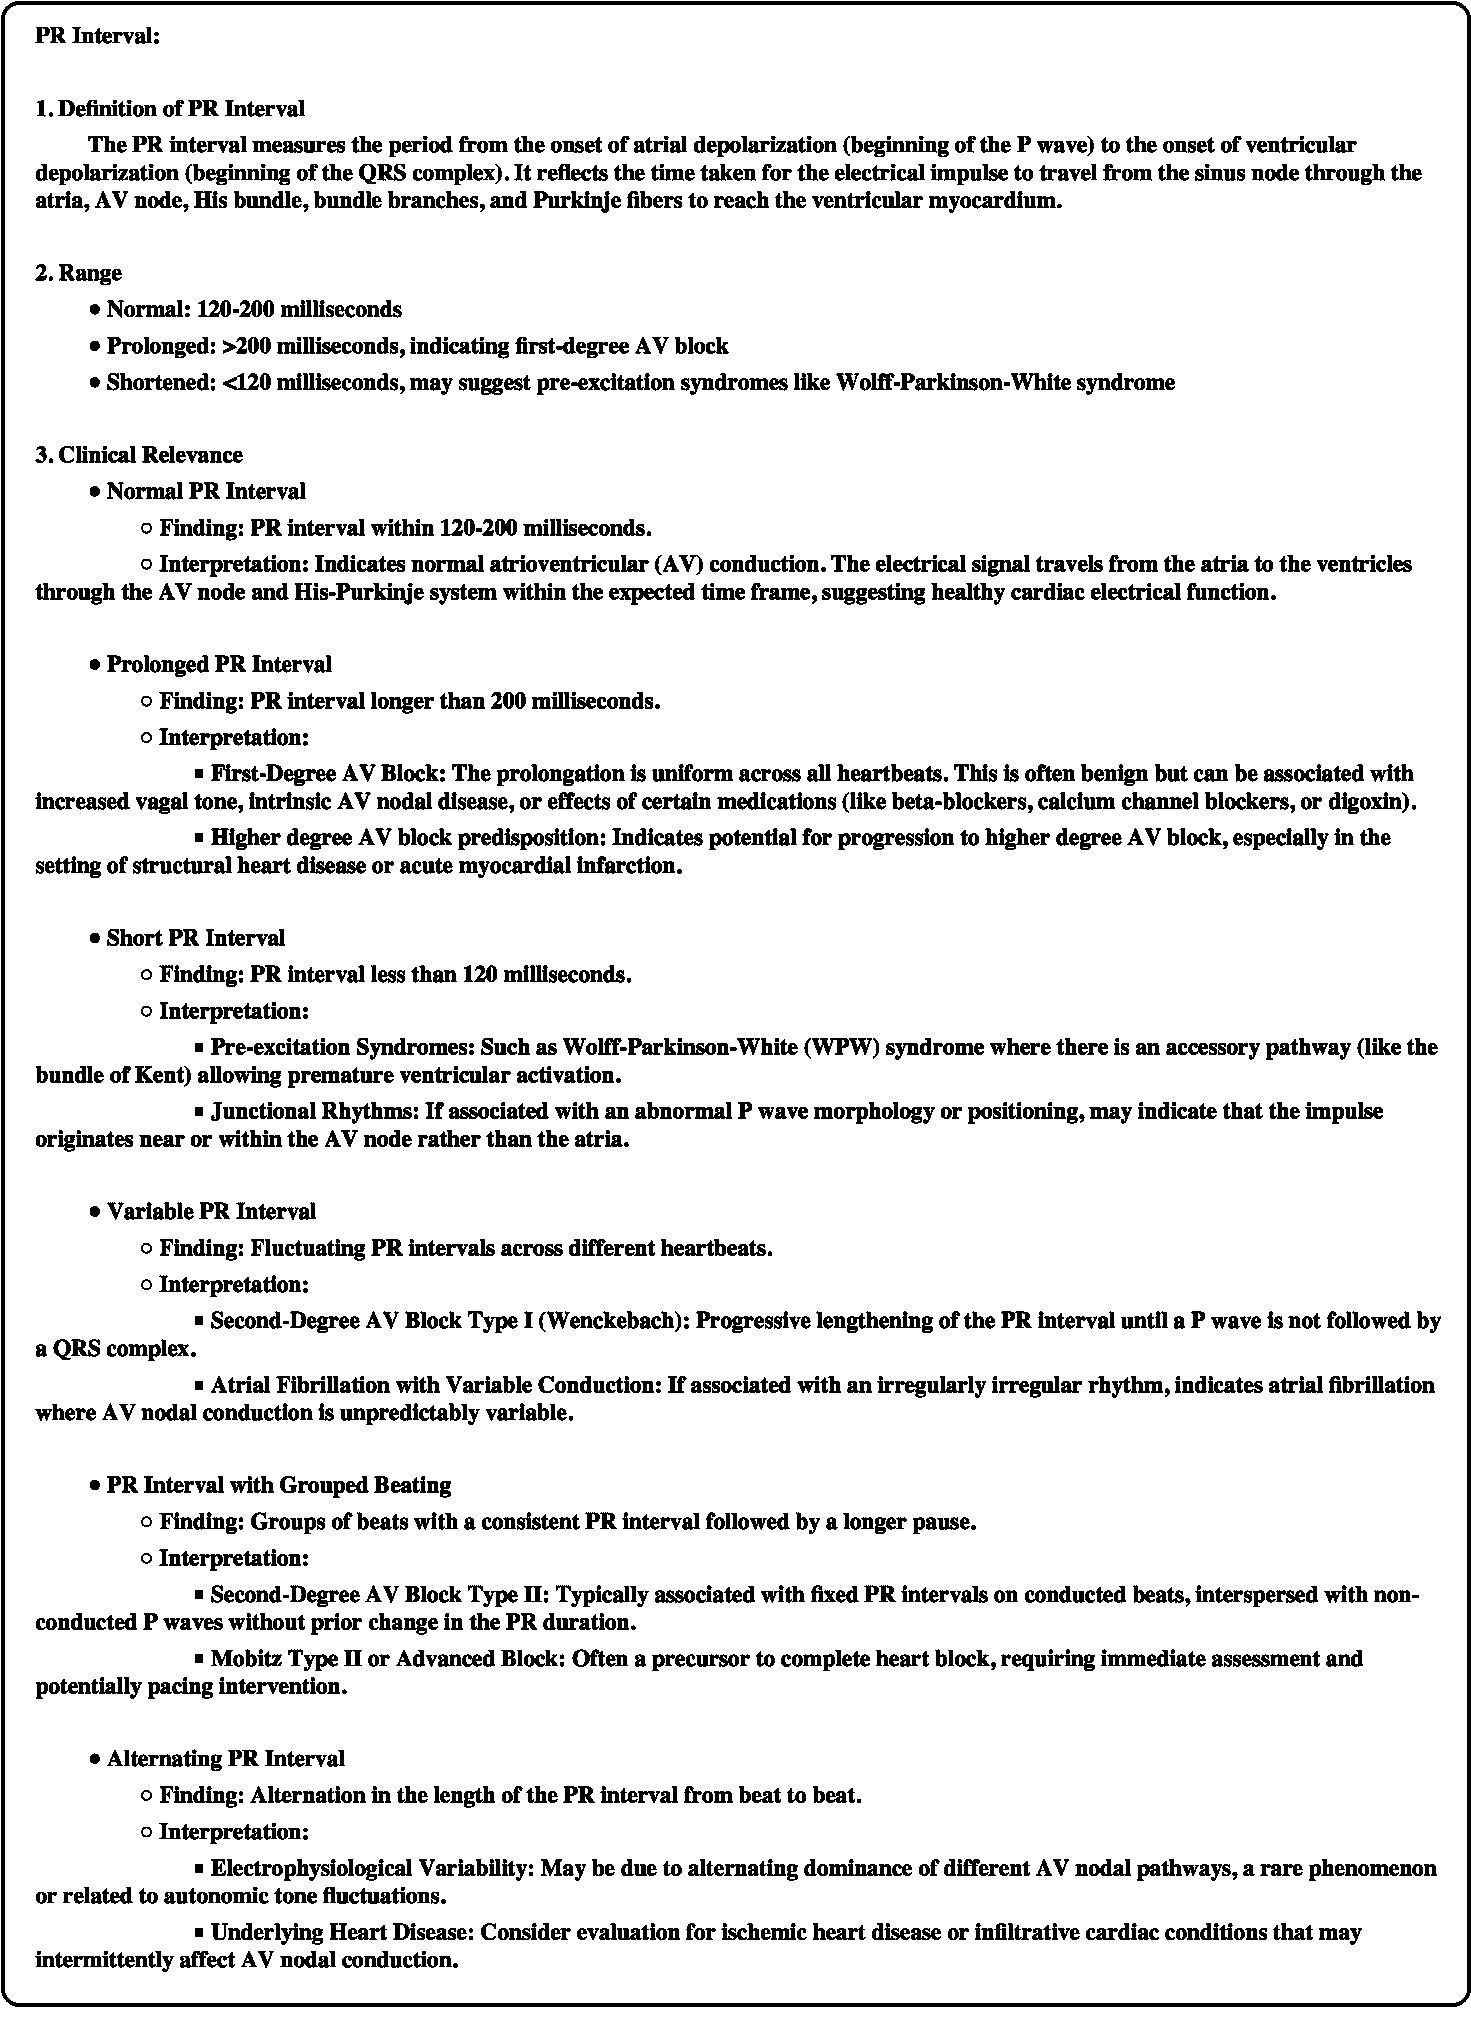 PR Interval:
1. Definition of PR Interval
The PR interval measures the period from the onset of atrial depolarization (beginning of the P wave) to the onset of ventricular
depolarization (beginning of the QRS complex). It reflects the time taken for the electrical impulse to travel from the sinus node through the
atria, AV node, His bundle, bundle branches, and Purkinje fibers to reach the ventricular myocardium.
2. Range
● Normal: 120-200 milliseconds
● Prolonged: >200 milliseconds, indicating first-degree AV block
● Shortened: <120 milliseconds, may suggest pre-excitation syndromes like Wolff-Parkinson-White syndrome
3. Clinical Relevance
● Normal PR Interval
○ Finding: PR interval within 120-200 milliseconds.
○ Interpretation: Indicates normal atrioventricular (AV) conduction. The electrical signal travels from the atria to the ventricles
through the AV node and His-Purkinje system within the expected time frame, suggesting healthy cardiac electrical function.
● Prolonged PR Interval
○ Finding: PR interval longer than 200 milliseconds.
○ Interpretation:
■ First-Degree AV Block: The prolongation is uniform across all heartbeats. This is often benign but can be associated with
increased vagal tone, intrinsic AV nodal disease, or effects of certain medications (like beta-blockers, calcium channel blockers, or digoxin).
■ Higher degree AV block predisposition: Indicates potential for progression to higher degree AV block, especially in the
setting of structural heart disease or acute myocardial infarction.
● Short PR Interval
○ Finding: PR interval less than 120 milliseconds.
○ Interpretation:
■ Pre-excitation Syndromes: Such as Wolff-Parkinson-White (WPW) syndrome where there is an accessory pathway (like the
bundle of Kent) allowing premature ventricular activation.
■ Junctional Rhythms: If associated with an abnormal P wave morphology or positioning, may indicate that the impulse
originates near or within the AV node rather than the atria.
● Variable PR Interval
○ Finding: Fluctuating PR intervals across different heartbeats.
○ Interpretation:
■ Second-Degree AV Block Type I (Wenckebach): Progressive lengthening of the PR interval until a P wave is not followed by
a QRS complex.
■ Atrial Fibrillation with Variable Conduction: If associated with an irregularly irregular rhythm, indicates atrial fibrillation
where AV nodal conduction is unpredictably variable.
● PR Interval with Grouped Beating
○ Finding: Groups of beats with a consistent PR interval followed by a longer pause.
○ Interpretation:
■ Second-Degree AV Block Type II: Typically associated with fixed PR intervals on conducted beats, interspersed with non-
conducted P waves without prior change in the PR duration.
■ Mobitz Type II or Advanced Block: Often a precursor to complete heart block, requiring immediate assessment and
potentially pacing intervention.
● Alternating PR Interval
○ Finding: Alternation in the length of the PR interval from beat to beat.
○ Interpretation:
■ Electrophysiological Variability: May be due to alternating dominance of different AV nodal pathways, a rare phenomenon
or related to autonomic tone fluctuations.
■ Underlying Heart Disease: Consider evaluation for ischemic heart disease or infiltrative cardiac conditions that may
intermittently affect AV nodal conduction.